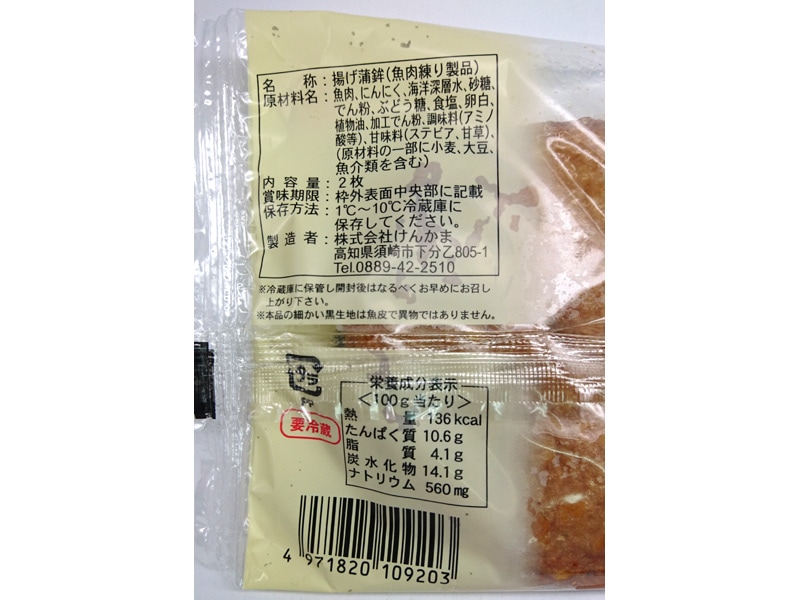 名 称：揚げ蒲鉾（魚肉練り製品）
原材料名：魚肉、にんにく、海洋深層水、砂糖、
でん粉、ぶどう糖、食塩、卵白、
植物油、加工でん粉、調味料（アミノ
酸等）、甘味料（ステビア、甘草）、
（原材料の一部に小麦、大豆、
魚介類を含む）
内容量：2枚
賞味期限：枠外表面中央部に記載
保存方法：1℃～10℃冷蔵庫に
保存してください。
製造者：株式会社けんかま
高知県須崎市下分乙805-1
Tel.0889-42-2510
※冷蔵庫に保管し開封後はなるべくお早めにお召し
上がり下さい。
※本品の細かい黒生地は魚皮で異物ではありません。
プラ
要冷蔵
栄養成分表示
＜100g当たり＞
熱量 136kcal
たんぱく質 10.6g
脂質 4.1g
炭水化物 14.1g
ナトリウム 560mg
4 971820 109203